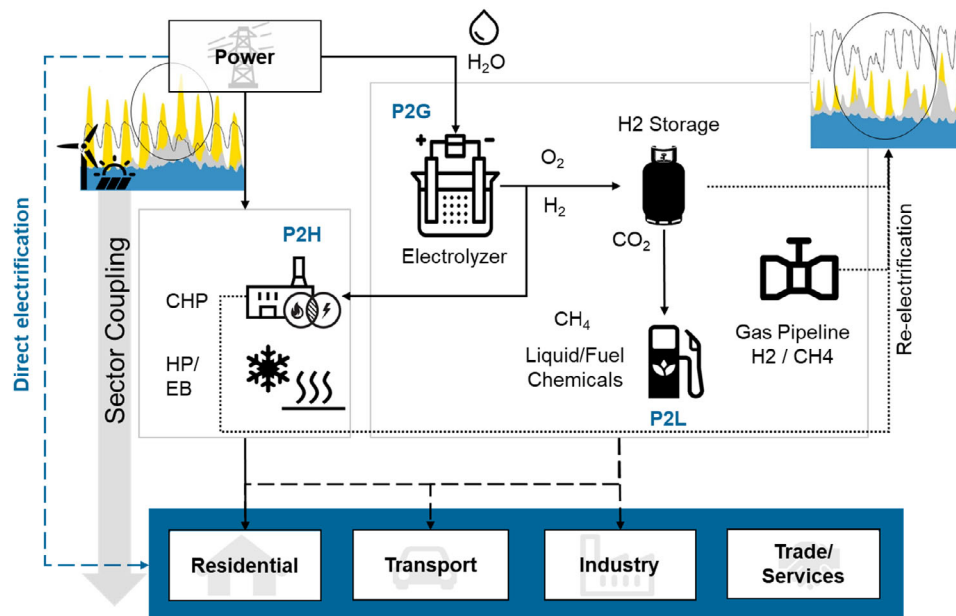 Power
H₂O
P2G
+
-
H2 Storage
O₂
H₂
Electrolyzer
CO₂
P2H
CHP
HP/
EB
CH₄
Liquid/Fuel
Chemicals
P2L
Gas Pipeline
H2 / CH4
Re-electrification
Direct electrification
Sector Coupling
Residential
Transport
Industry
Trade/
Services